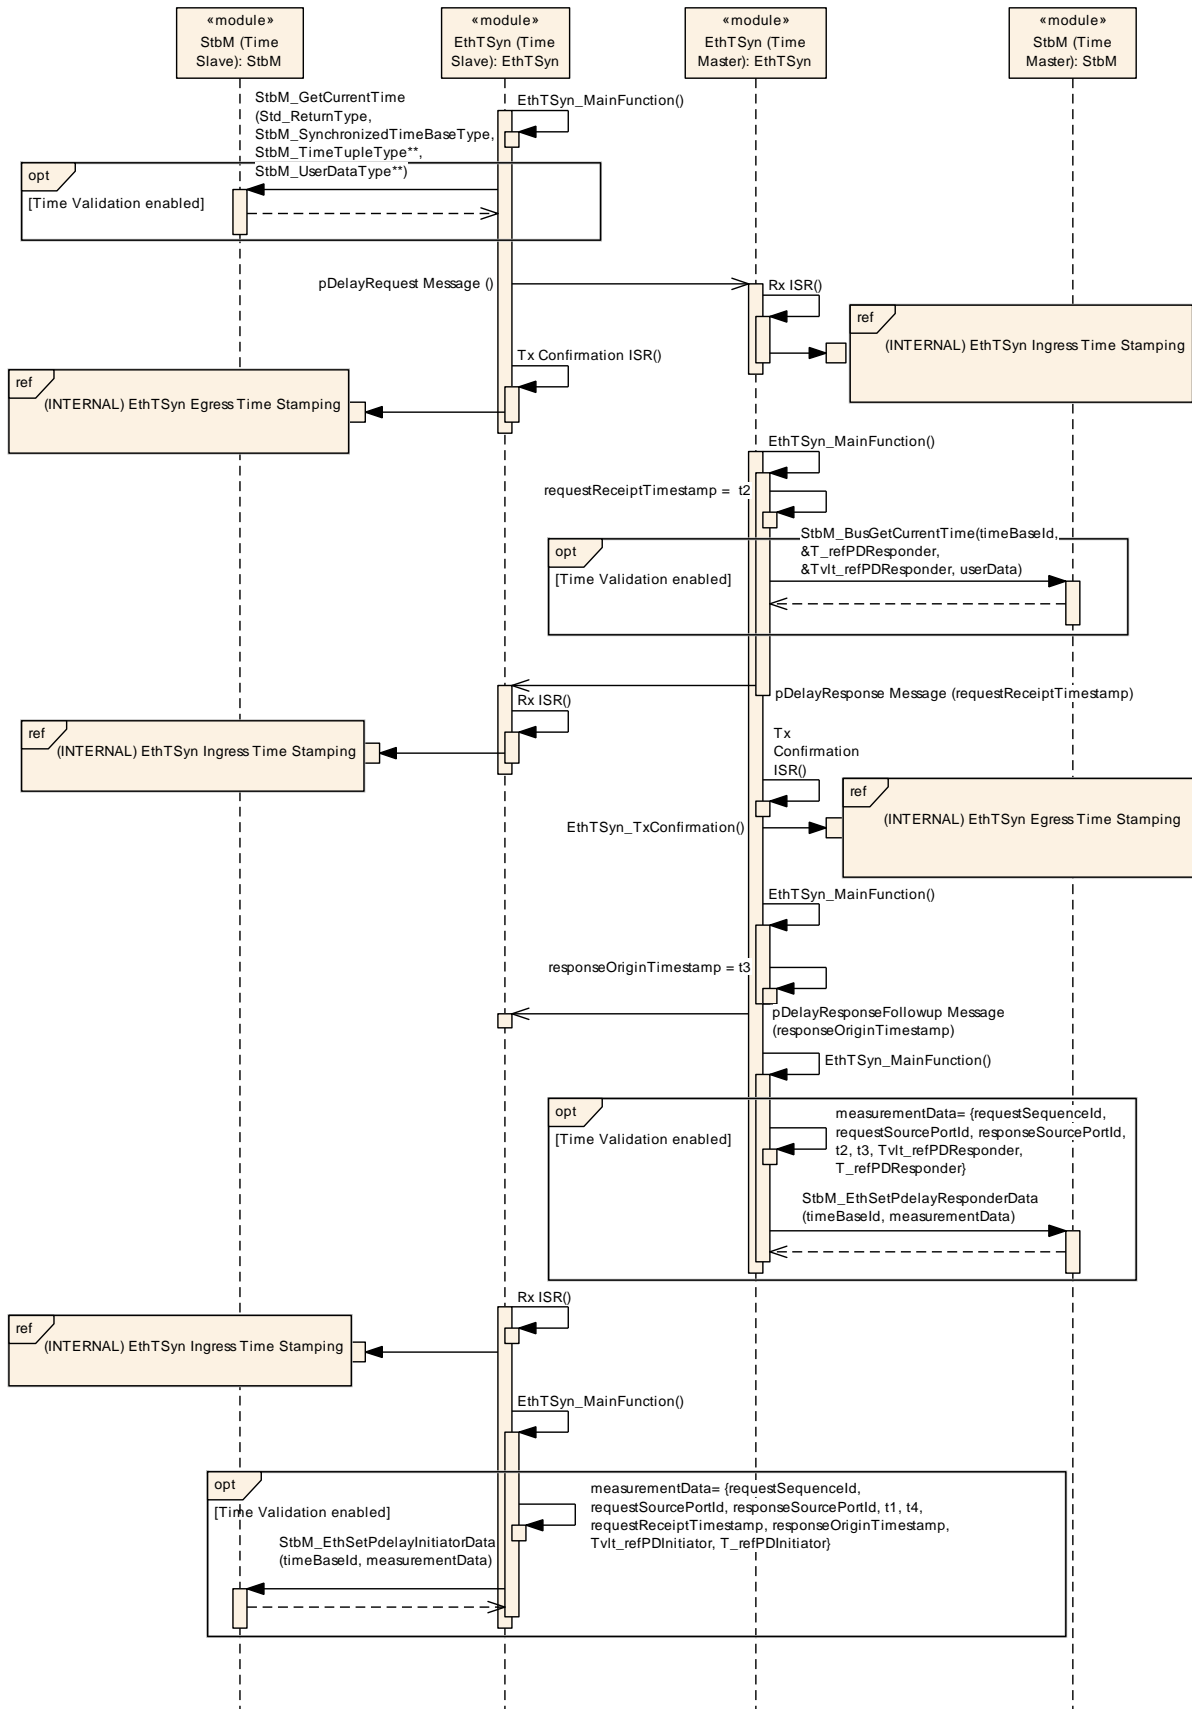 «module»
StbM (Time
Slave): StbM
«module»
EthTSyn (Time
Slave): EthTSyn
«module»
EthTSyn (Time
Master): EthTSyn
«module»
StbM (Time
Master): StbM
StbM_GetCurrentTime
(Std_ReturnType,
StbM_SynchronizedTimeBaseType,
StbM_TimeTupleType**,
StbM_UserDataType**)
EthTSyn_MainFunction()
opt
[Time Validation enabled]
pDelayRequest Message ()
Rx ISR()
ref
(INTERNAL) EthTSyn Ingress Time Stamping
Tx Confirmation ISR()
ref
(INTERNAL) EthTSyn Egress Time Stamping
EthTSyn_MainFunction()
requestReceiptTimestamp = t2
opt
[Time Validation enabled]
StbM_BusGetCurrentTime(timeBaseId,
&T_refPDResponder,
&Tvlt_refPDResponder, userData)
pDelayResponse Message (requestReceiptTimestamp)
Rx ISR()
ref
(INTERNAL) EthTSyn Ingress Time Stamping
Tx
Confirmation
ISR()
ref
(INTERNAL) EthTSyn Egress Time Stamping
EthTSyn_TxConfirmation()
EthTSyn_MainFunction()
responseOriginTimestamp = t3
pDelayResponseFollowup Message
(responseOriginTimestamp)
EthTSyn_MainFunction()
opt
[Time Validation enabled]
measurementData= {requestSequenceId,
requestSourcePortId, responseSourcePortId,
t2, t3, Tvlt_refPDResponder,
T_refPDResponder}
StbM_EthSetPdelayResponderData
(timeBaseId, measurementData)
Rx ISR()
ref
(INTERNAL) EthTSyn Ingress Time Stamping
EthTSyn_MainFunction()
opt
[Time Validation enabled]
measurementData= {requestSequenceId,
requestSourcePortId, responseSourcePortId, t1, t4,
requestReceiptTimestamp, responseOriginTimestamp,
Tvlt_refPDInitiator, T_refPDInitiator}
StbM_EthSetPdelayInitiatorData
(timeBaseId, measurementData)